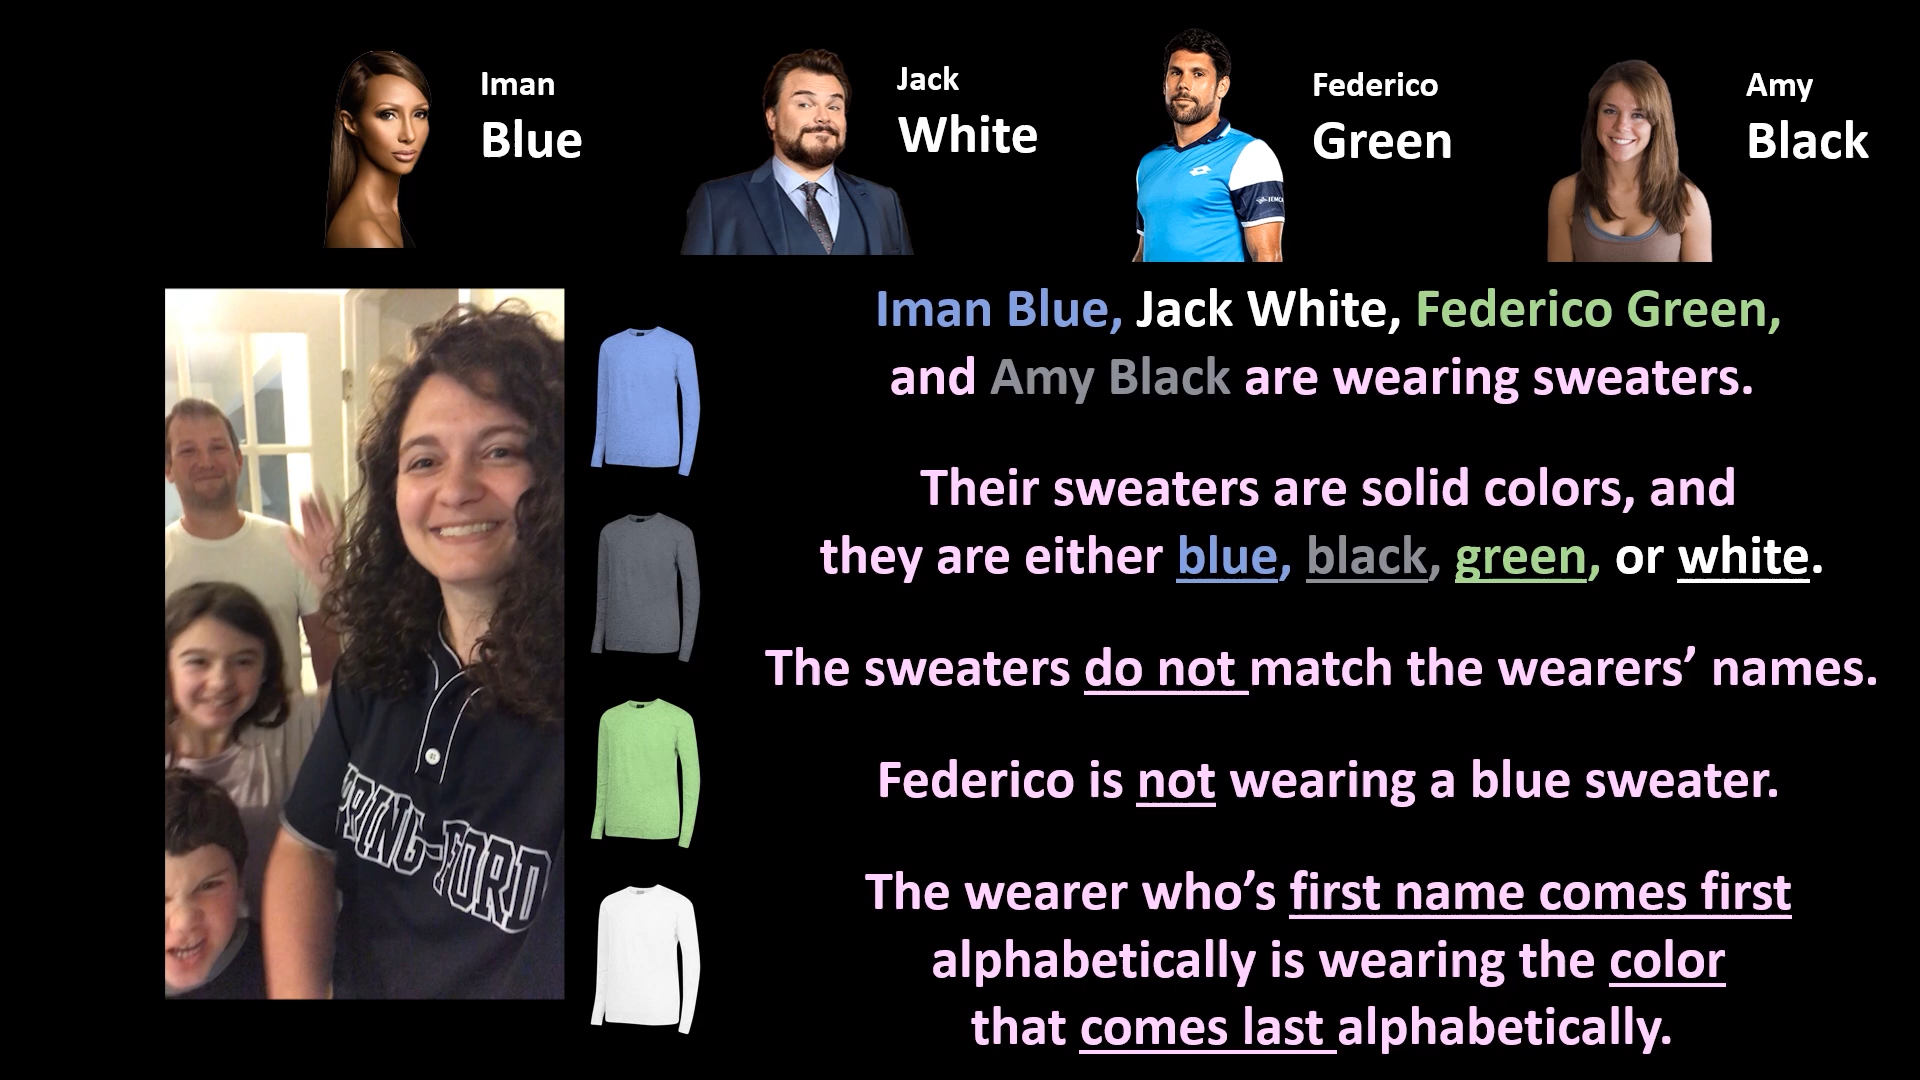 Iman
Blue
Jack
White
Federico
Green
Amy
Black
Iman Blue, Jack White, Federico Green,
and Amy Black are wearing sweaters.
Their sweaters are solid colors, and
they are either blue, black, green, or white.
The sweaters do not match the wearers’ names.
Federico is not wearing a blue sweater.
The wearer who’s first name comes first
alphabetically is wearing the color
that comes last alphabetically.
PRING-FORD